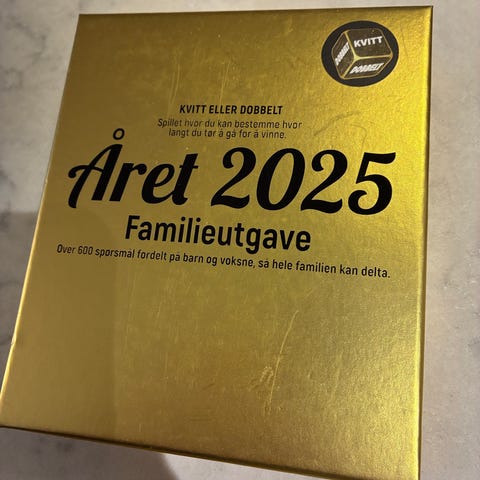 KVITT
DOBBELT
DOBBELT
KVITT ELLER DOBBELT
Spillet hvor du kan bestemme hvor
langt du tør å gå for å vinne.
Året 2025
Familieutgave
Over 600 spørsmål fordelt på barn og voksne, så hele familien kan delta.